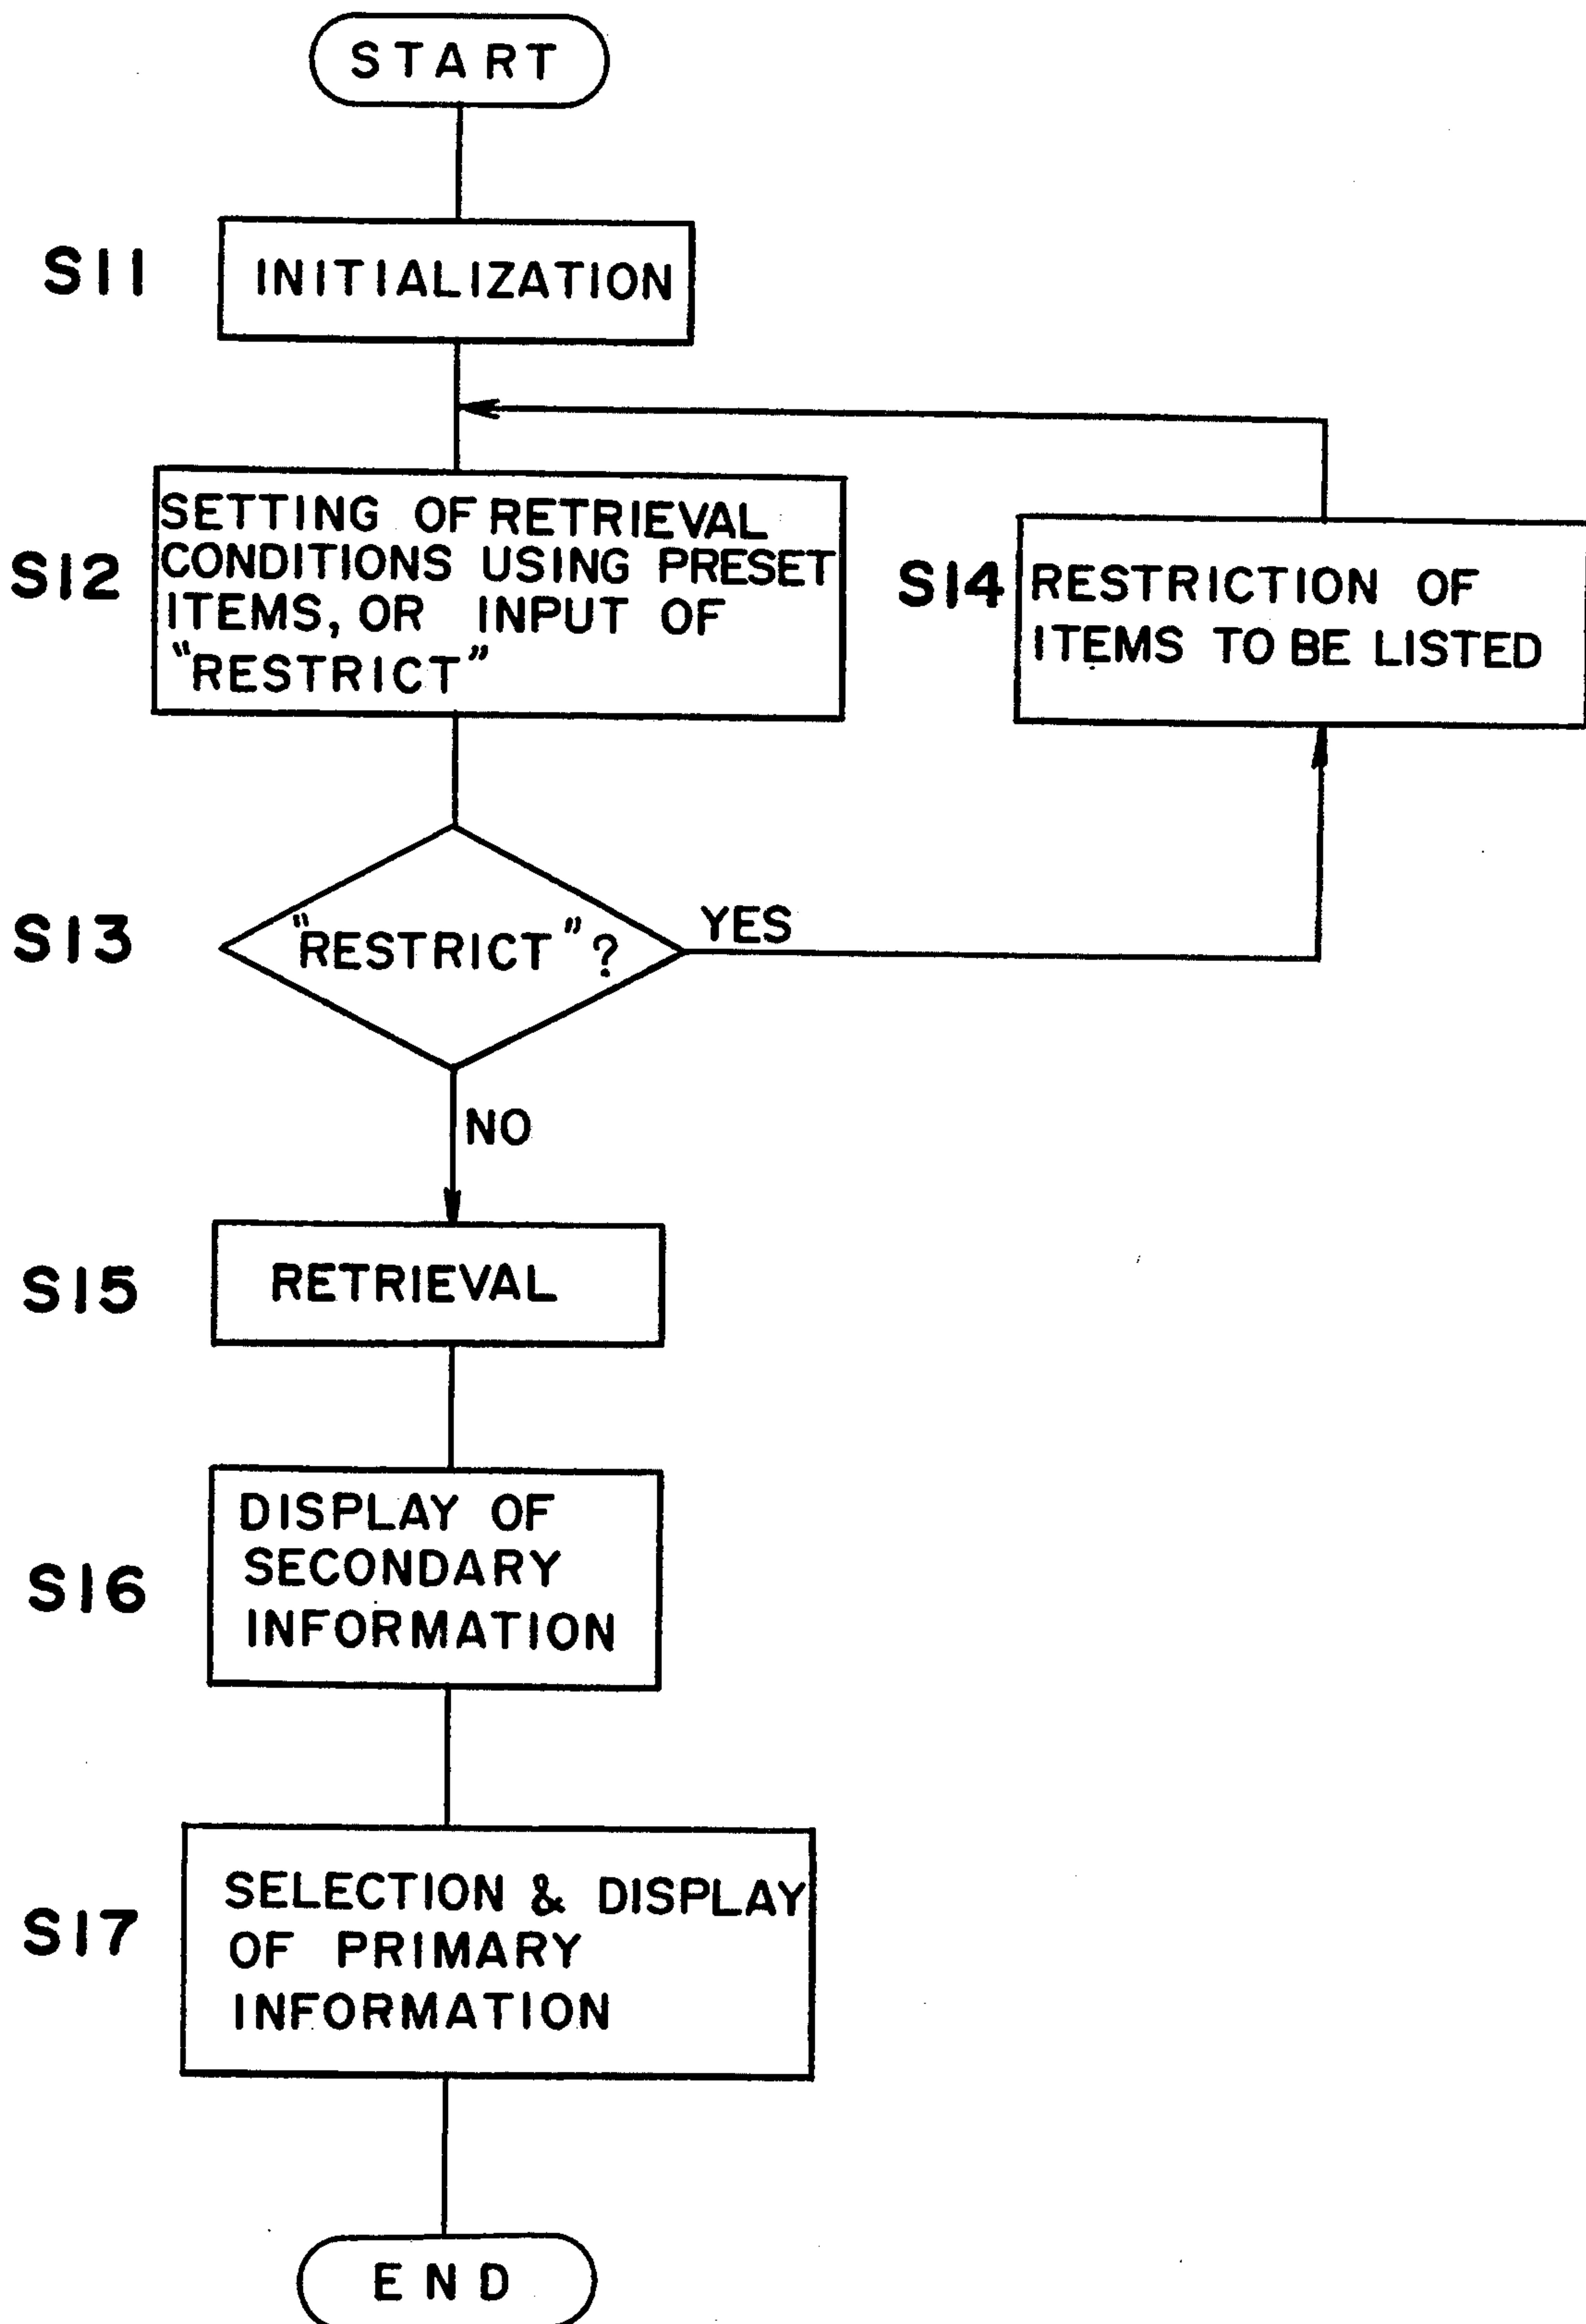 START
S11
INITIALIZATION
S12
SETTING OF RETRIEVAL
CONDITIONS USING PRESET
ITEMS, OR INPUT OF
"RESTRICT"
S14
RESTRICTION OF
ITEMS TO BE LISTED
S13
"RESTRICT"?
YES
NO
S15
RETRIEVAL
S16
DISPLAY OF
SECONDARY
INFORMATION
S17
SELECTION & DISPLAY
OF PRIMARY
INFORMATION
END